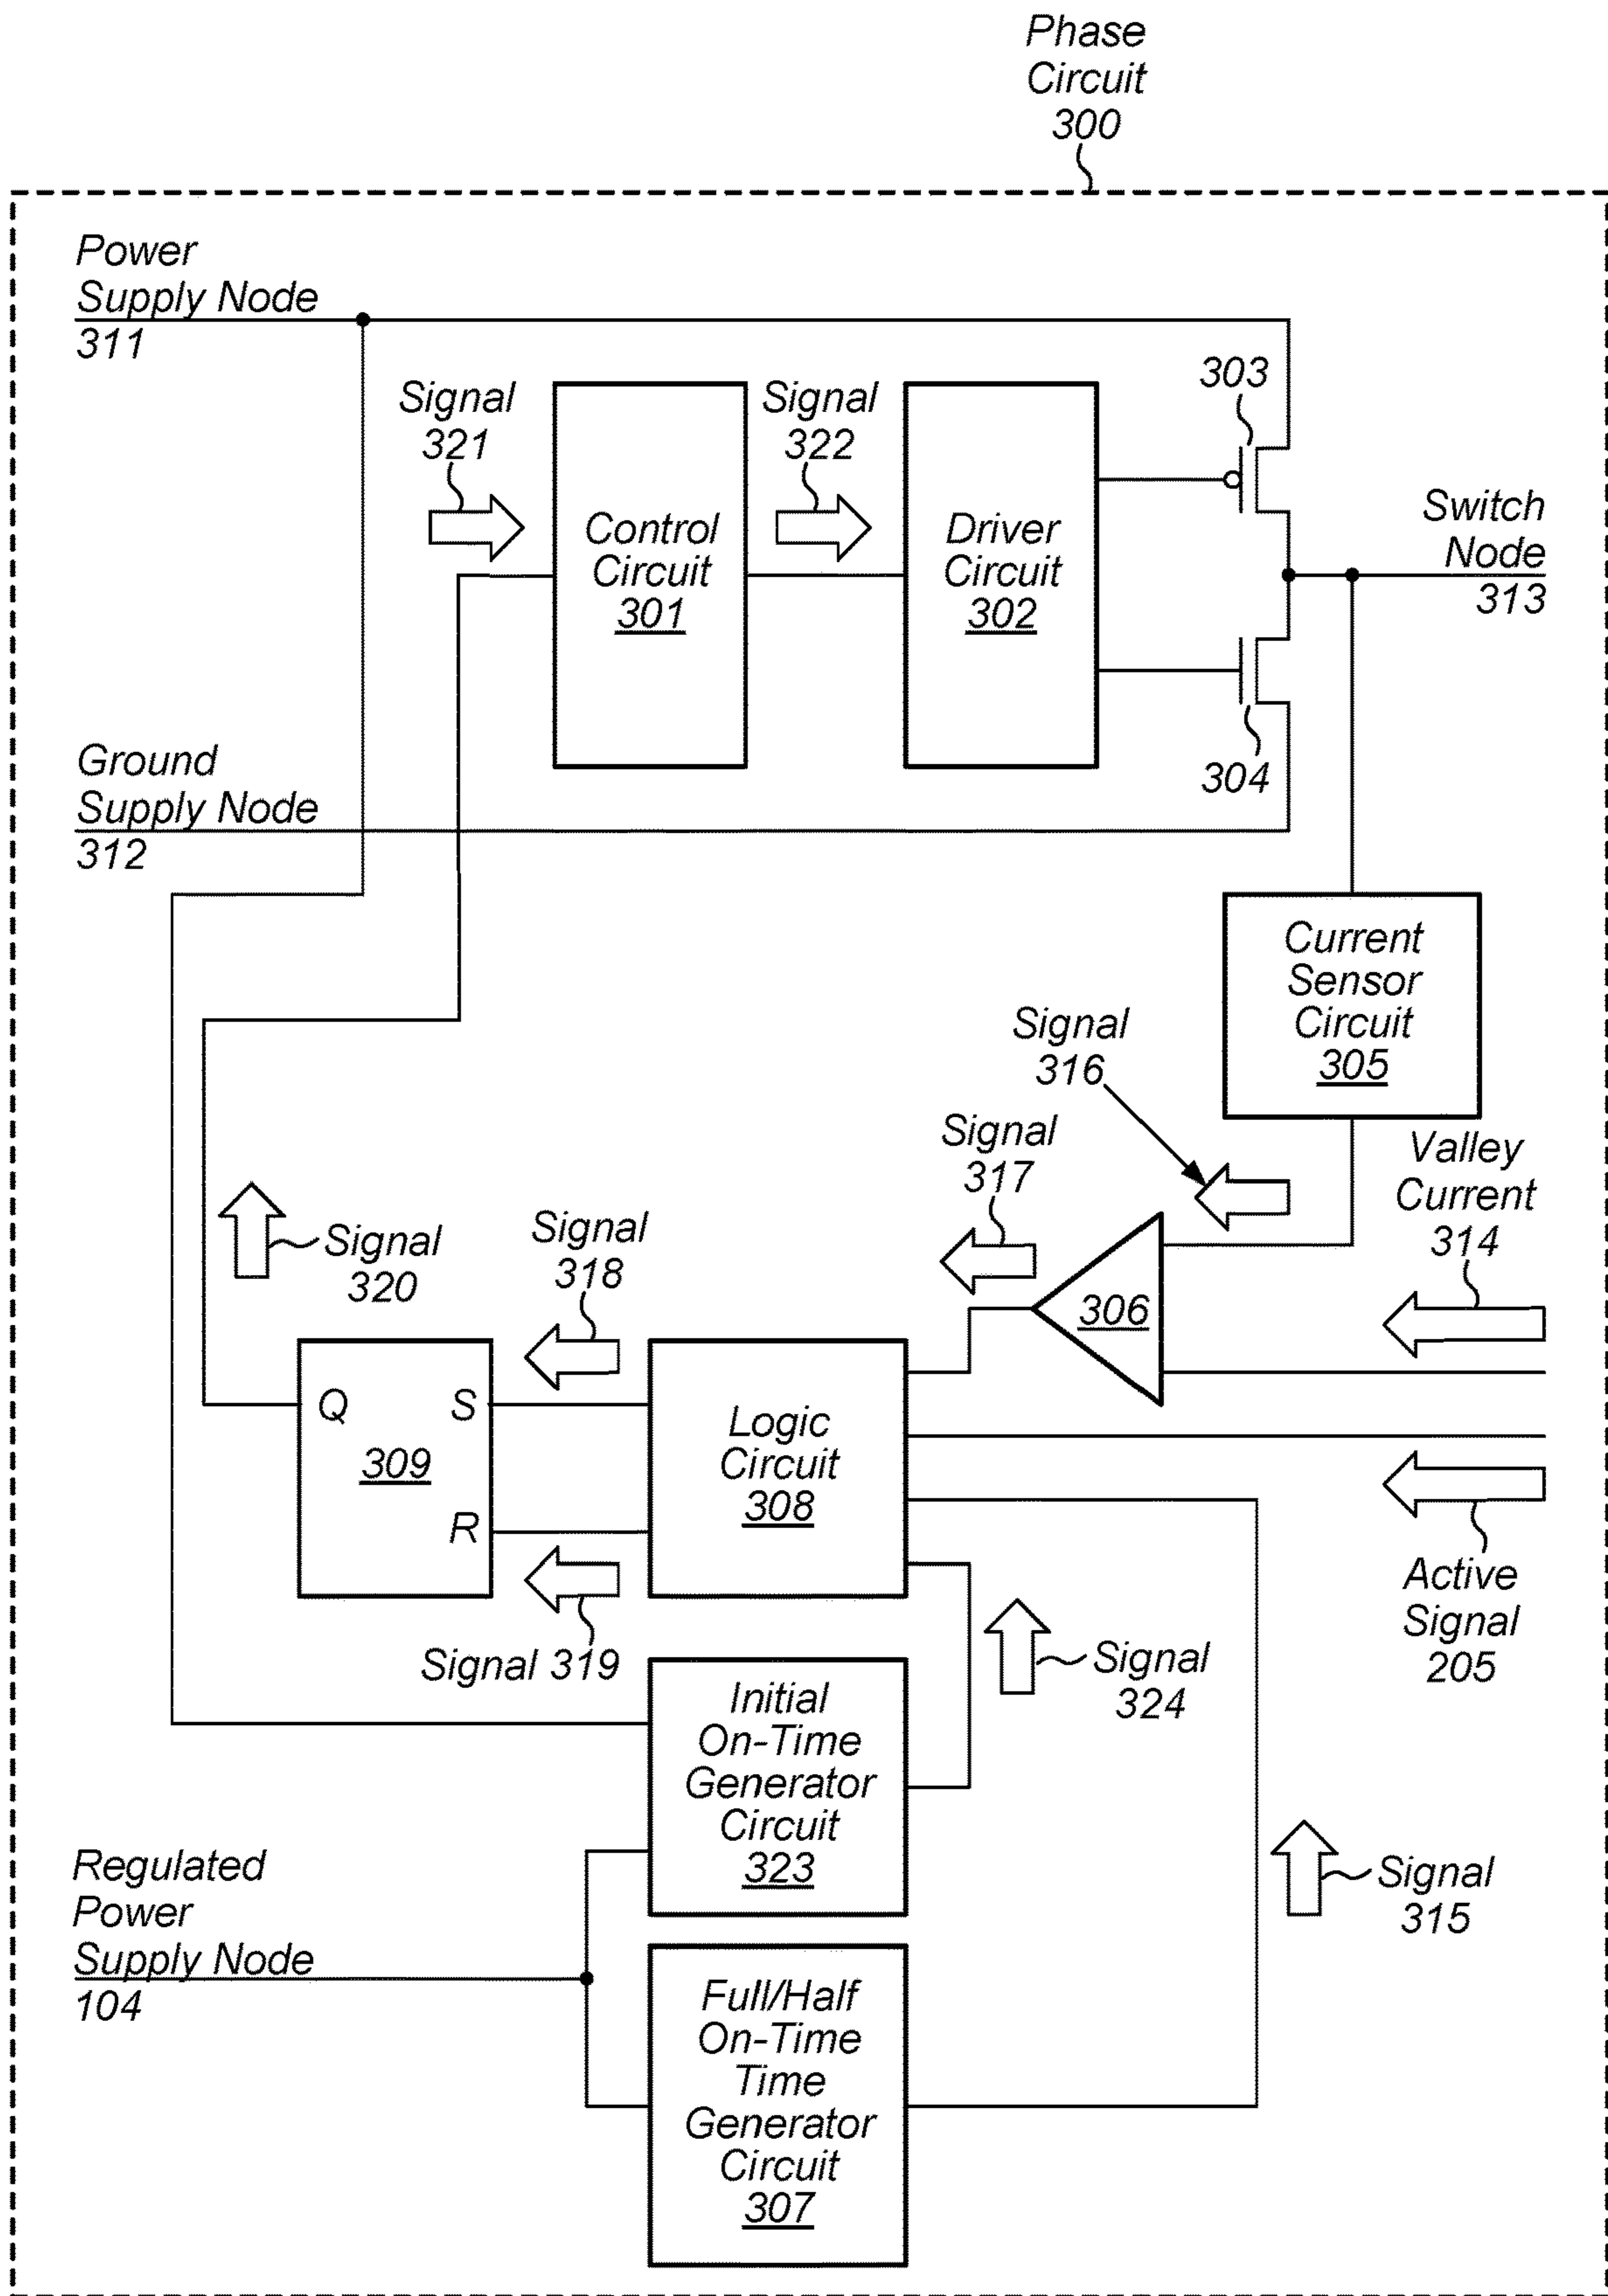 Phase
Circuit
300
Power
Supply Node
311
Signal
321
Signal
322
303
Control
Circuit
301
Driver
Circuit
302
Switch
Node
313
304
Ground
Supply Node
312
Current
Sensor
Circuit
305
Signal
316
Signal
317
Valley
Current
314
306
Signal
318
Signal
320
Q
S
309
R
Logic
Circuit
308
Active
Signal
205
Signal 319
Signal
324
Initial
On-Time
Generator
Circuit
323
Regulated
Power
Supply Node
104
Signal
315
Full/Half
On-Time
Time
Generator
Circuit
307